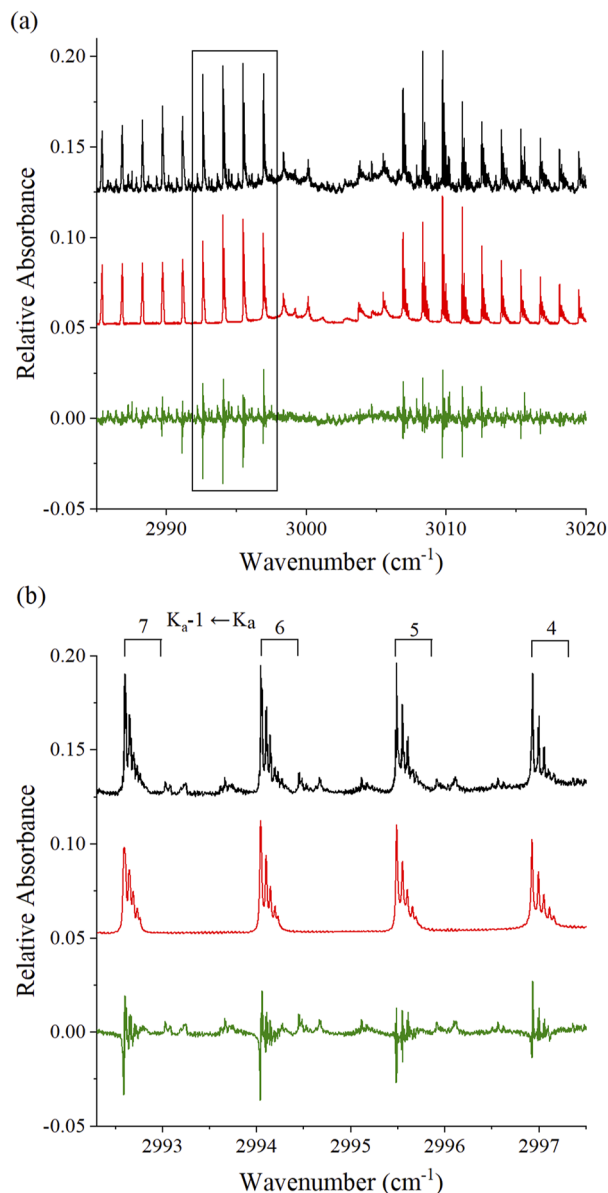 (a)
0.20
0.15
0.10
0.05
0.00
-0.05
Relative Absorbance
2990 3000 3010 3020
Wavenumber (cm⁻¹)
(b)
7 Kₐ-1 ← Kₐ 6 5 4
0.20
0.15
0.10
0.05
0.00
-0.05
Relative Absorbance
2993 2994 2995 2996 2997
Wavenumber (cm⁻¹)